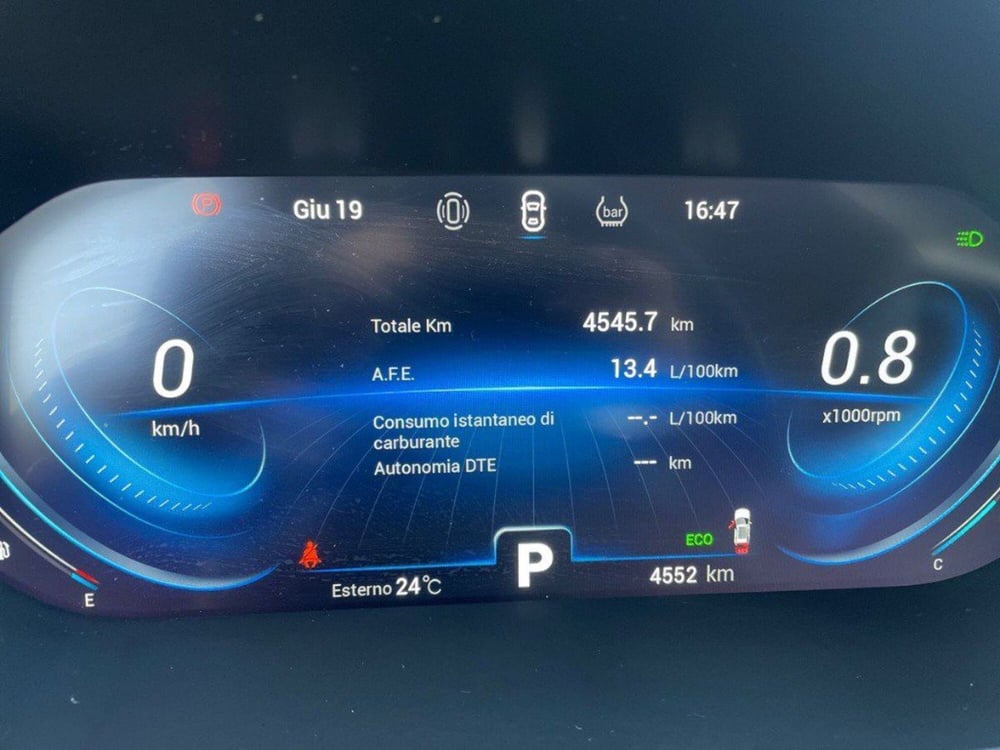 P
Giu 19
bar
16:47
Totale Km 4545.7 km
A.F.E. 13.4 L/100km
0
km/h
0.8
x1000rpm
Consumo istantaneo di
carburante
--.- L/100km
Autonomia DTE --- km
ECO
P
Esterno 24°C
4552 km
E
C